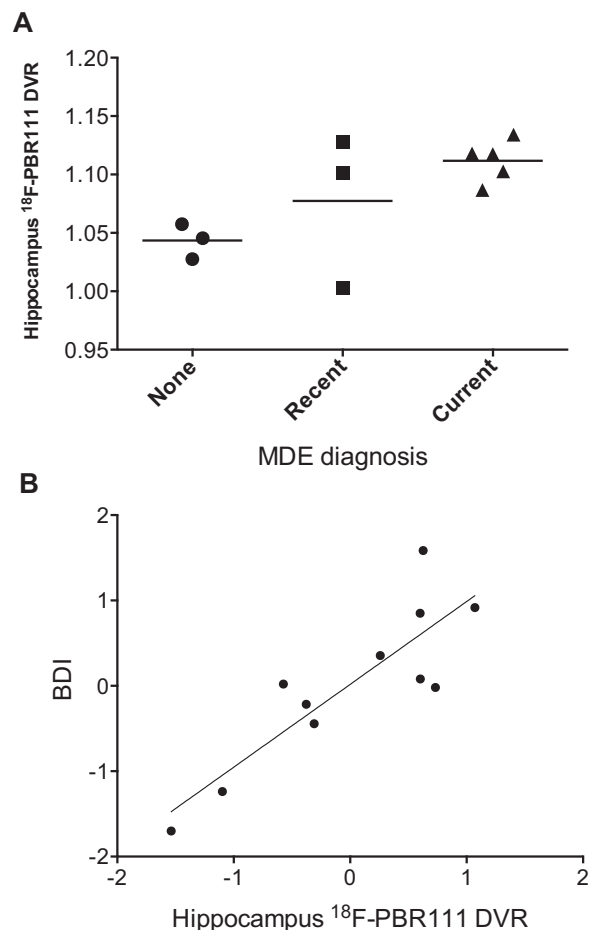 A
Hippocampus ¹⁸F-PBR111 DVR
1.20
1.15
1.10
1.05
1.00
0.95
None
Recent
Current
MDE diagnosis
B
BDI
2
1
0
-1
-2
-2
-1
0
1
2
Hippocampus ¹⁸F-PBR111 DVR